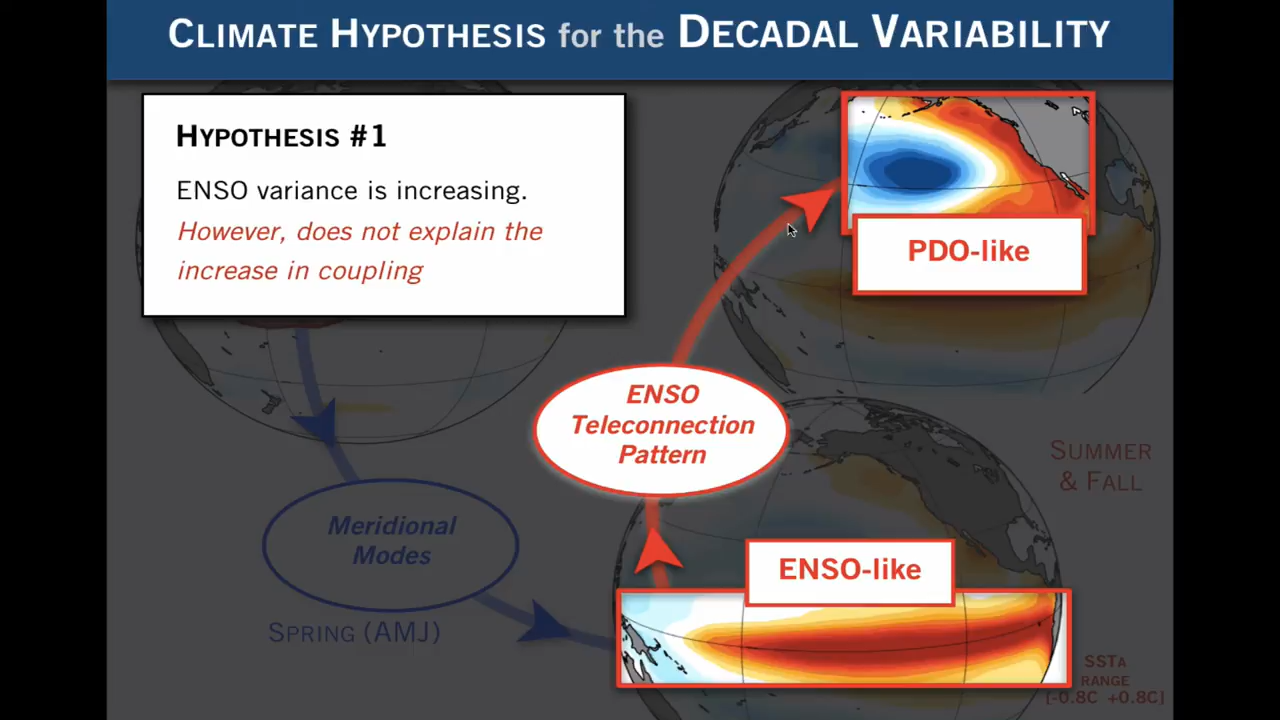 CLIMATE HYPOTHESIS for the DECADAL VARIABILITY
HYPOTHESIS #1
ENSO variance is increasing.
However, does not explain the
increase in coupling
PDO-like
ENSO
Teleconnection
Pattern
SUMMER
& FALL
Meridional
Modes
ENSO-like
SPRING (AMJ)
SSTA
RANGE
[-0.8C +0.8C]